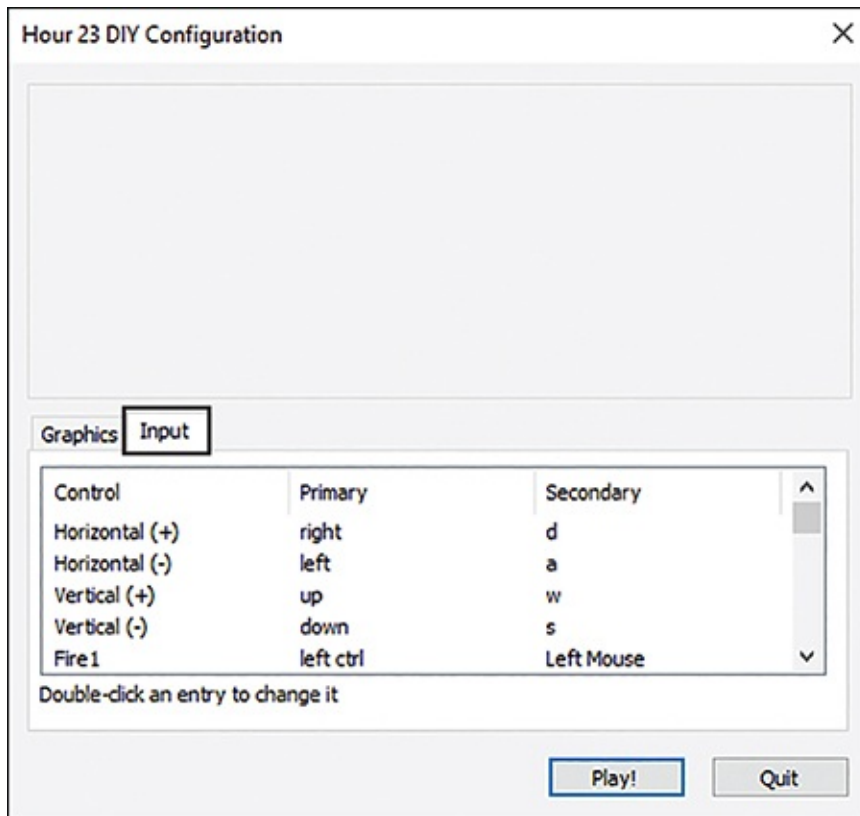 Hour 23 DIY Configuration
Graphics Input
Control Primary Secondary
Horizontal (+) right d
Horizontal (-) left a
Vertical (+) up w
Vertical (-) down s
Fire1 left ctrl Left Mouse
Double-click an entry to change it
Play! Quit